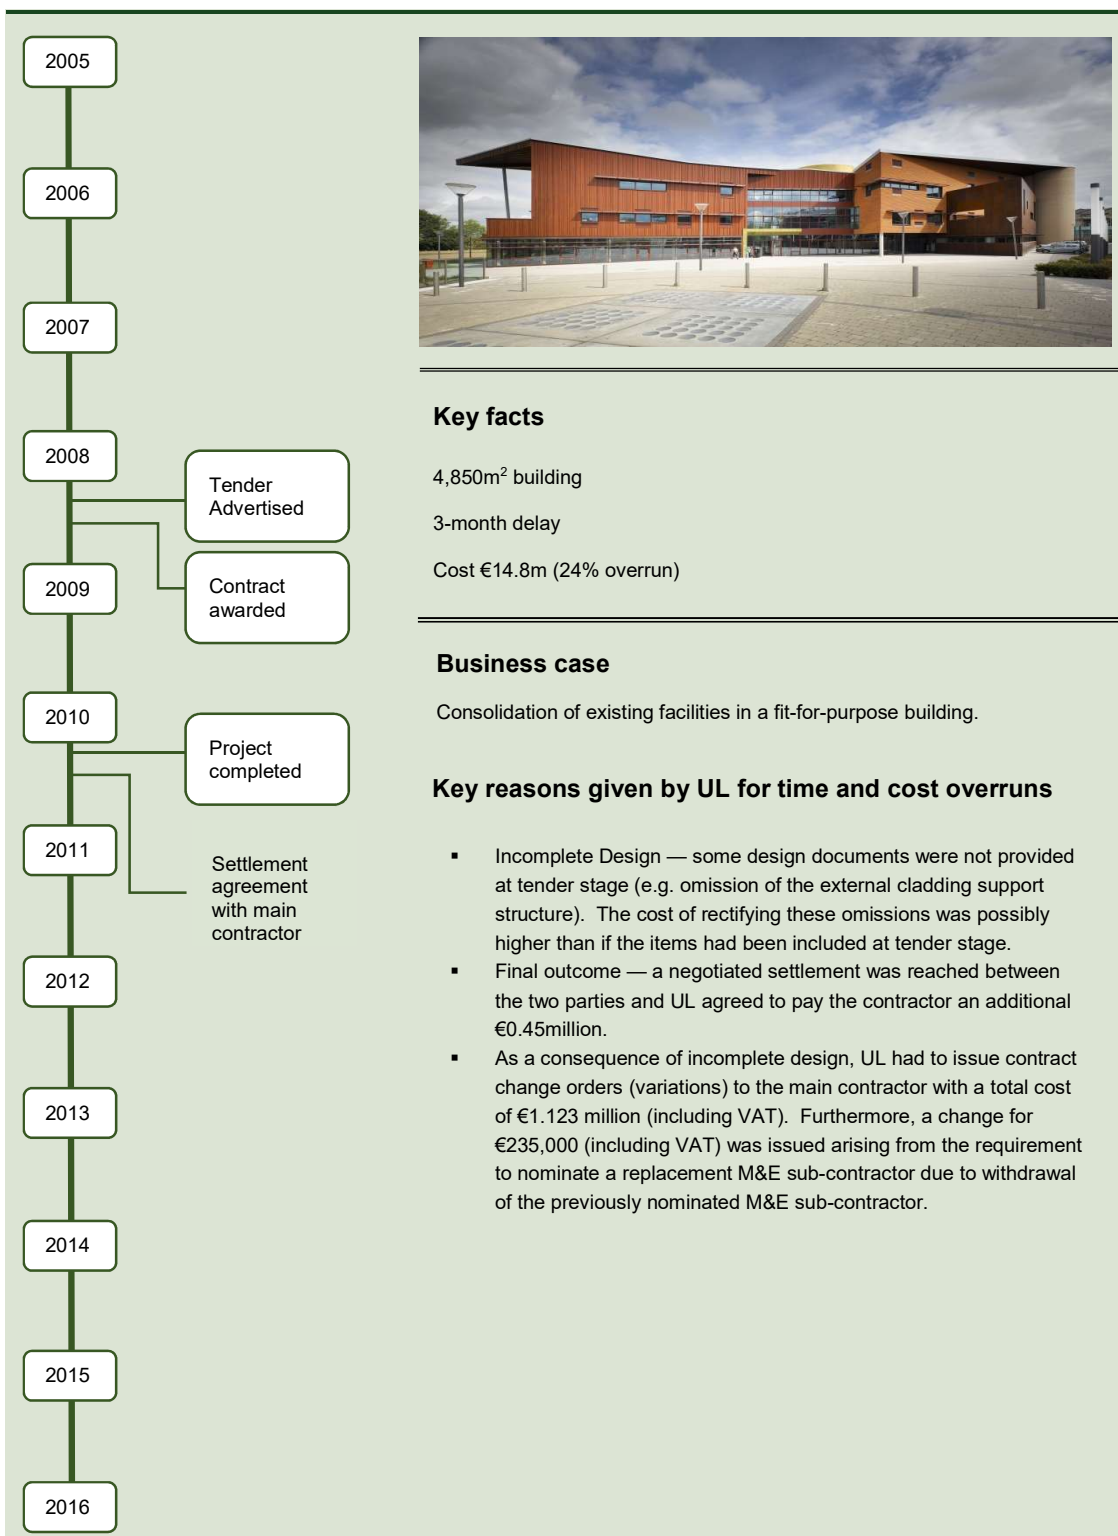 2005
2006
2007
2008
Tender
Advertised
2009
Contract
awarded
2010
Project
completed
2011
Settlement
agreement
with main
contractor
2012
2013
2014
2015
2016
Key facts
4,850m² building
3-month delay
Cost €14.8m (24% overrun)
Business case
Consolidation of existing facilities in a fit-for-purpose building.
Key reasons given by UL for time and cost overruns
▪ Incomplete Design — some design documents were not provided
at tender stage (e.g. omission of the external cladding support
structure). The cost of rectifying these omissions was possibly
higher than if the items had been included at tender stage.
▪ Final outcome — a negotiated settlement was reached between
the two parties and UL agreed to pay the contractor an additional
€0.45million.
▪ As a consequence of incomplete design, UL had to issue contract
change orders (variations) to the main contractor with a total cost
of €1.123 million (including VAT). Furthermore, a change for
€235,000 (including VAT) was issued arising from the requirement
to nominate a replacement M&E sub-contractor due to withdrawal
of the previously nominated M&E sub-contractor.